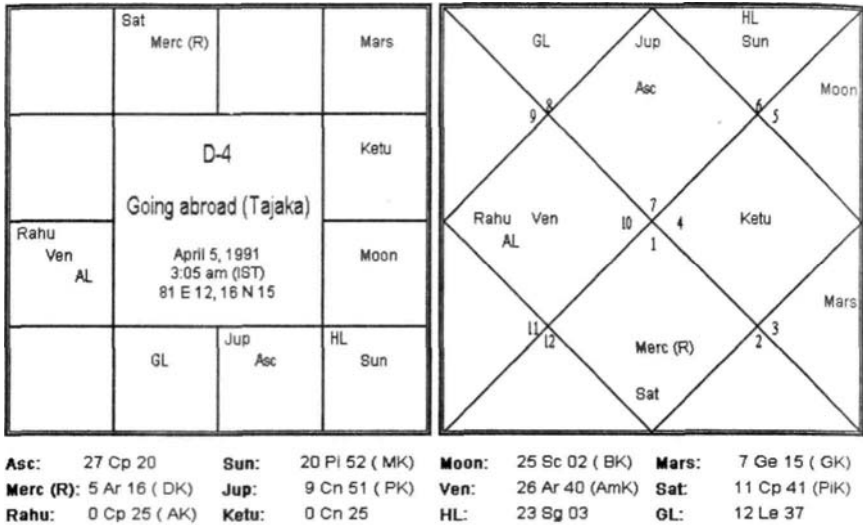 Sat
Merc (R)
Mars
D-4
Going abroad (Tajaka)
April 5, 1991
3:05 am (IST)
81 E 12, 16 N 15
Ketu
Rahu
Ven
AL
Moon
GL
Jup
Asc
HL
Sun
GL
Jup
Asc
HL
Sun
Moon
8
9
6
5
Rahu Ven
AL
7
10 4
1
Ketu
Mars
11
12
3
2
Merc (R)
Sat
Asc: 27 Cp 20 Sun: 20 Pi 52 ( MK) Moon: 25 Sc 02 ( BK) Mars: 7 Ge 15 ( GK)
Merc (R): 5 Ar 16 ( DK) Jup: 9 Cn 51 ( PK) Ven: 26 Ar 40 (AmK) Sat: 11 Cp 41 (PiK)
Rahu: 0 Cp 25 ( AK) Ketu: 0 Cn 25 HL: 23 Sg 03 GL: 12 Le 37